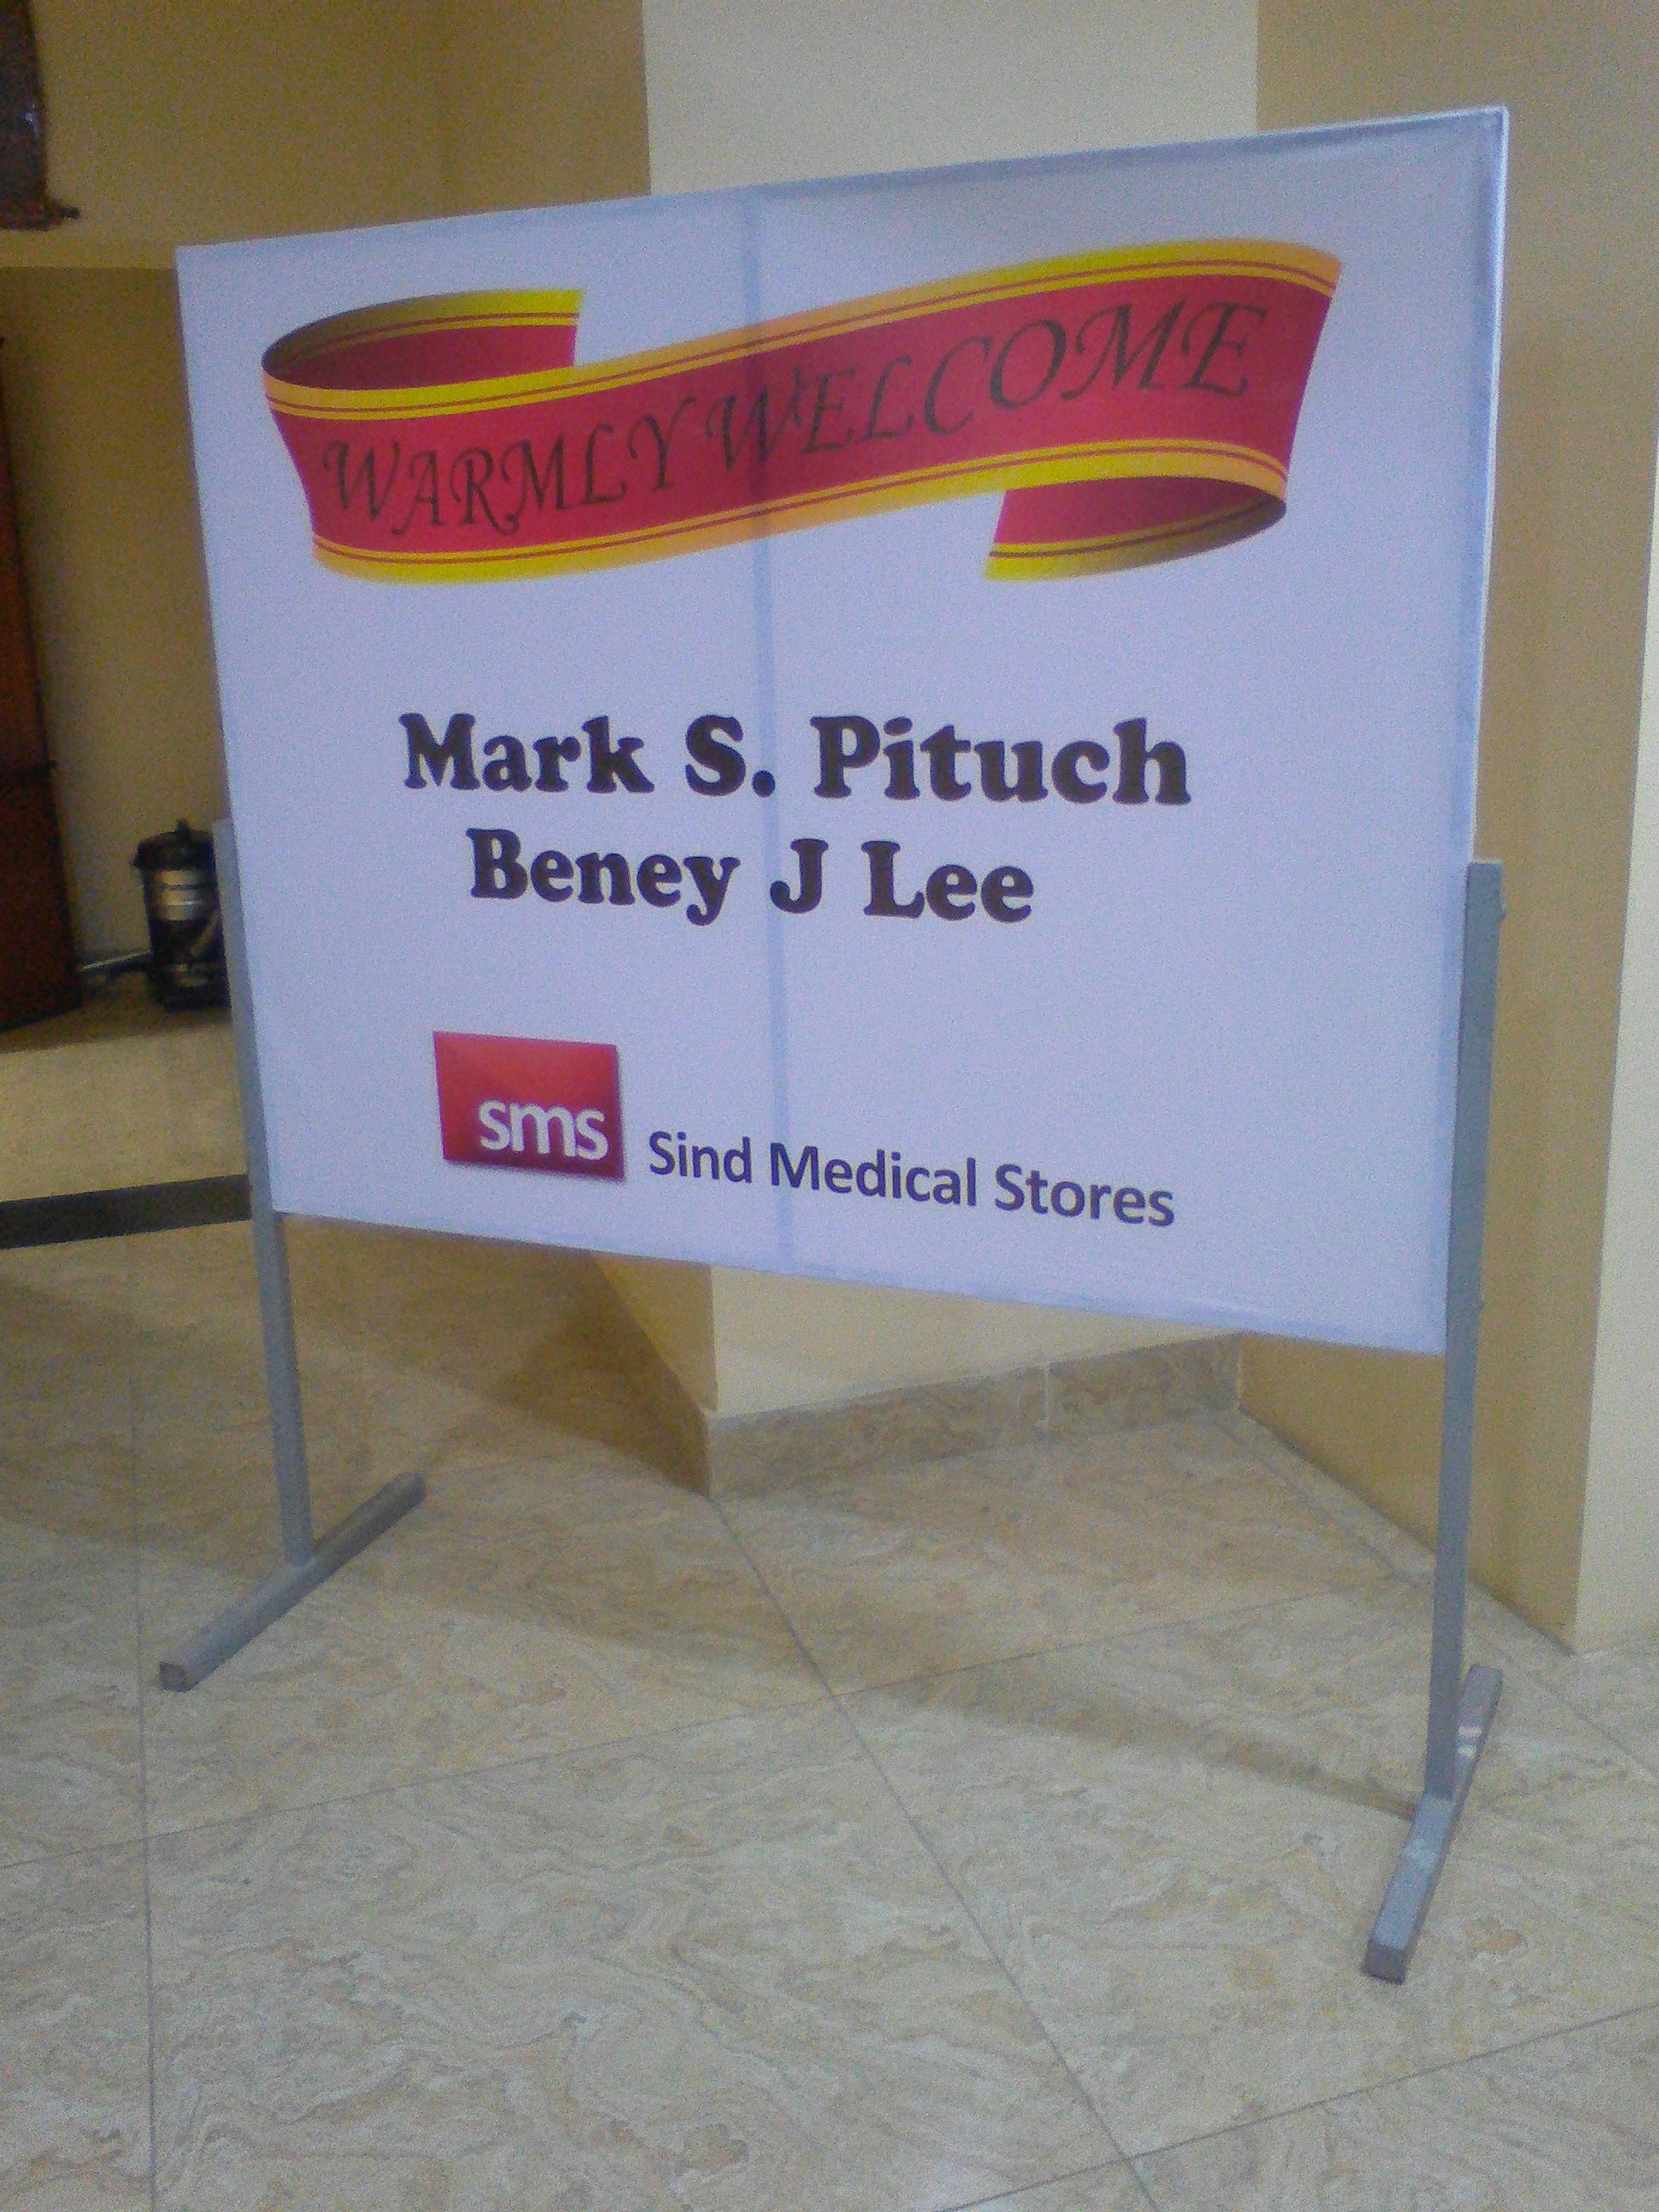 WARMLY WELCOME
Mark S. Pituch
Beney J Lee
sms Sind Medical Stores